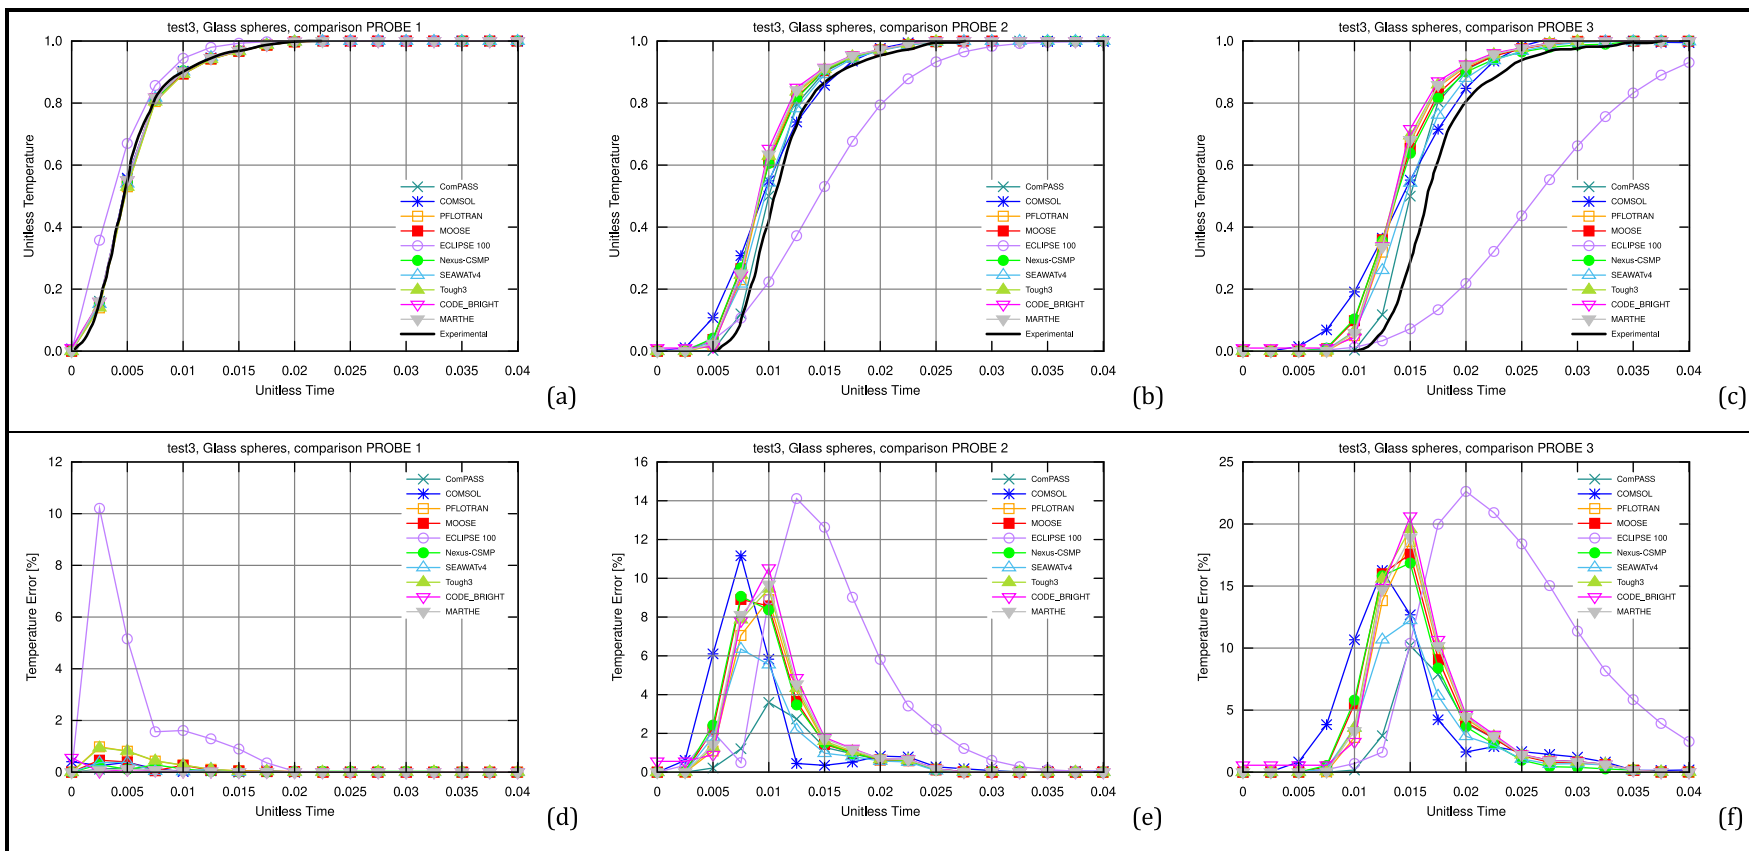 test3, Glass spheres, comparison PROBE 1
Unitless Temperature
1.0
0.8
0.6
0.4
0.2
0.0
ComPASS
COMSOL
PFLOTRAN
MOOSE
ECLIPSE 100
Nexus-CSMP
SEAWATv4
Tough3
CODE_BRIGHT
MARTHE
Experimental
0 0.005 0.01 0.015 0.02 0.025 0.03 0.035 0.04
Unitless Time
(a)
test3, Glass spheres, comparison PROBE 2
Unitless Temperature
1.0
0.8
0.6
0.4
0.2
0.0
ComPASS
COMSOL
PFLOTRAN
MOOSE
ECLIPSE 100
Nexus-CSMP
SEAWATv4
Tough3
CODE_BRIGHT
MARTHE
Experimental
0 0.005 0.01 0.015 0.02 0.025 0.03 0.035 0.04
Unitless Time
(b)
test3, Glass spheres, comparison PROBE 3
Unitless Temperature
1.0
0.8
0.6
0.4
0.2
0.0
ComPASS
COMSOL
PFLOTRAN
MOOSE
ECLIPSE 100
Nexus-CSMP
SEAWATv4
Tough3
CODE_BRIGHT
MARTHE
Experimental
0 0.005 0.01 0.015 0.02 0.025 0.03 0.035 0.04
Unitless Time
(c)
test3, Glass spheres, comparison PROBE 1
Temperature Error [%]
12
10
8
6
4
2
0
ComPASS
COMSOL
PFLOTRAN
MOOSE
ECLIPSE 100
Nexus-CSMP
SEAWATv4
Tough3
CODE_BRIGHT
MARTHE
0 0.005 0.01 0.015 0.02 0.025 0.03 0.035 0.04
Unitless Time
(d)
test3, Glass spheres, comparison PROBE 2
Temperature Error [%]
16
14
12
10
8
6
4
2
0
ComPASS
COMSOL
PFLOTRAN
MOOSE
ECLIPSE 100
Nexus-CSMP
SEAWATv4
Tough3
CODE_BRIGHT
MARTHE
0 0.005 0.01 0.015 0.02 0.025 0.03 0.035 0.04
Unitless Time
(e)
test3, Glass spheres, comparison PROBE 3
Temperature Error [%]
25
20
15
10
5
0
ComPASS
COMSOL
PFLOTRAN
MOOSE
ECLIPSE 100
Nexus-CSMP
SEAWATv4
Tough3
CODE_BRIGHT
MARTHE
0 0.005 0.01 0.015 0.02 0.025 0.03 0.035 0.04
Unitless Time
(f)